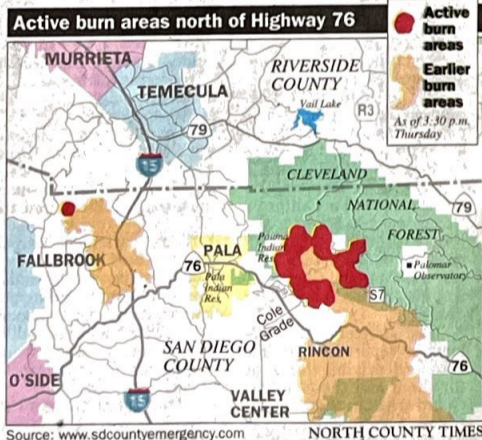 Active burn areas north of Highway 76
Active
burn
areas
Earlier
burn
areas
As of 3:30 p.m.
Thursday
MURRIETA
TEMECULA
RIVERSIDE
COUNTY
Vail Lake
R3
79
15
CLEVELAND
NATIONAL
FOREST
79
FALLBROOK
PALA
76
Pala
Indian
Res.
Pauma
Indian
Res.
Palomar
Observatory
S7
Cole
Grade
SAN DIEGO
COUNTY
RINCON
76
O'SIDE
15
VALLEY
CENTER
Source: www.sdcountyemergency.com
NORTH COUNTY TIMES